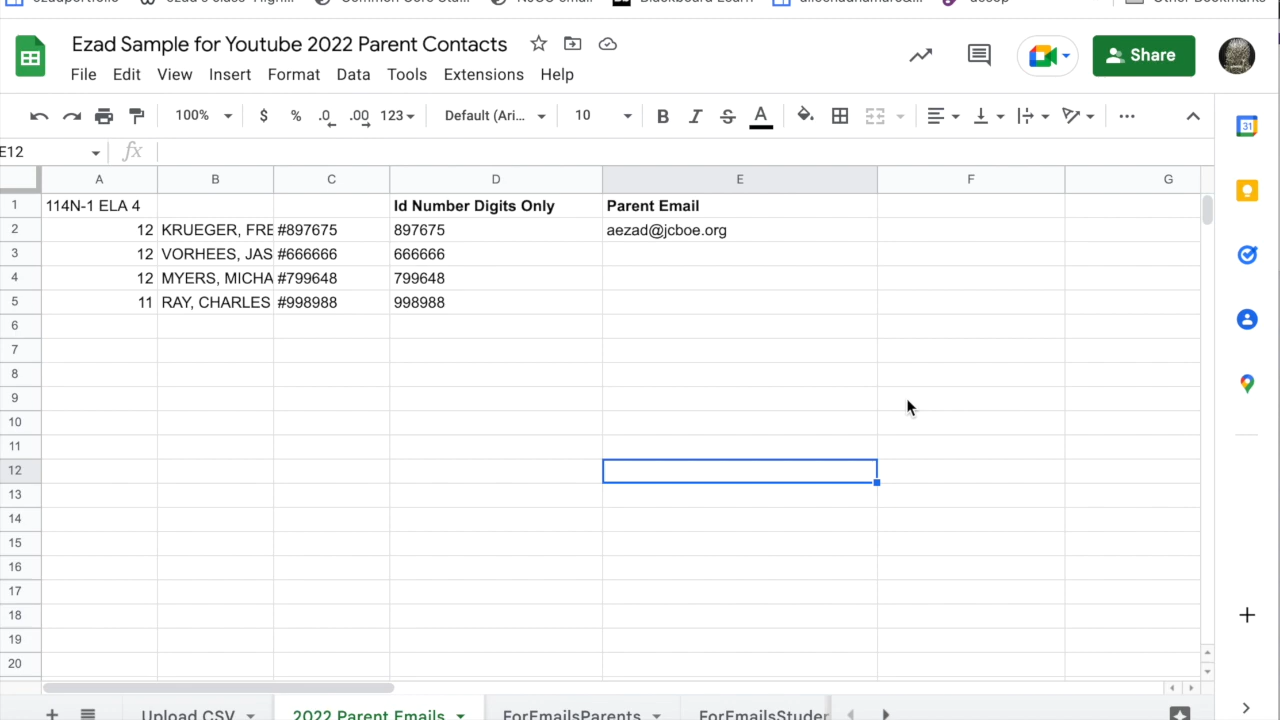 ezad's class
Ezad Sample for Youtube 2022 Parent Contacts
Share
File Edit View Insert Format Data Tools Extensions Help
100% $ % .0 .00 123 Default (Ari... 10 B I S A
31
E12 fx
A B C D E F G
1 114N-1 ELA 4 Id Number Digits Only Parent Email
2 12 KRUEGER, FRE #897675 897675 aezad@jcboe.org
3 12 VORHEES, JAS #666666 666666
4 12 MYERS, MICHA #799648 799648
5 11 RAY, CHARLES #998988 998988
6
7
8
9
10
11
12
13
14
15
16
17
18
19
20
Upload CSV 2022 Parent Emails ForEmailsParents ForEmailsStuder